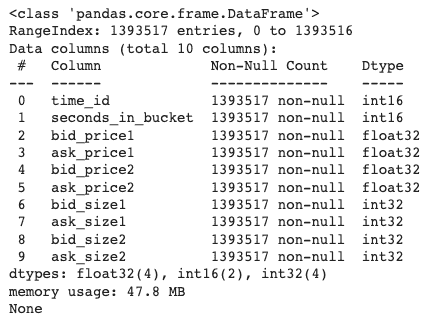 <class 'pandas.core.frame.DataFrame'>
RangeIndex: 1393517 entries, 0 to 1393516
Data columns (total 10 columns):
 #   Column             Non-Null Count    Dtype
---  ------             --------------    -----
 0   time_id            1393517 non-null  int16
 1   seconds_in_bucket  1393517 non-null  int16
 2   bid_price1         1393517 non-null  float32
 3   ask_price1         1393517 non-null  float32
 4   bid_price2         1393517 non-null  float32
 5   ask_price2         1393517 non-null  float32
 6   bid_size1          1393517 non-null  int32
 7   ask_size1          1393517 non-null  int32
 8   bid_size2          1393517 non-null  int32
 9   ask_size2          1393517 non-null  int32
dtypes: float32(4), int16(2), int32(4)
memory usage: 47.8 MB
None